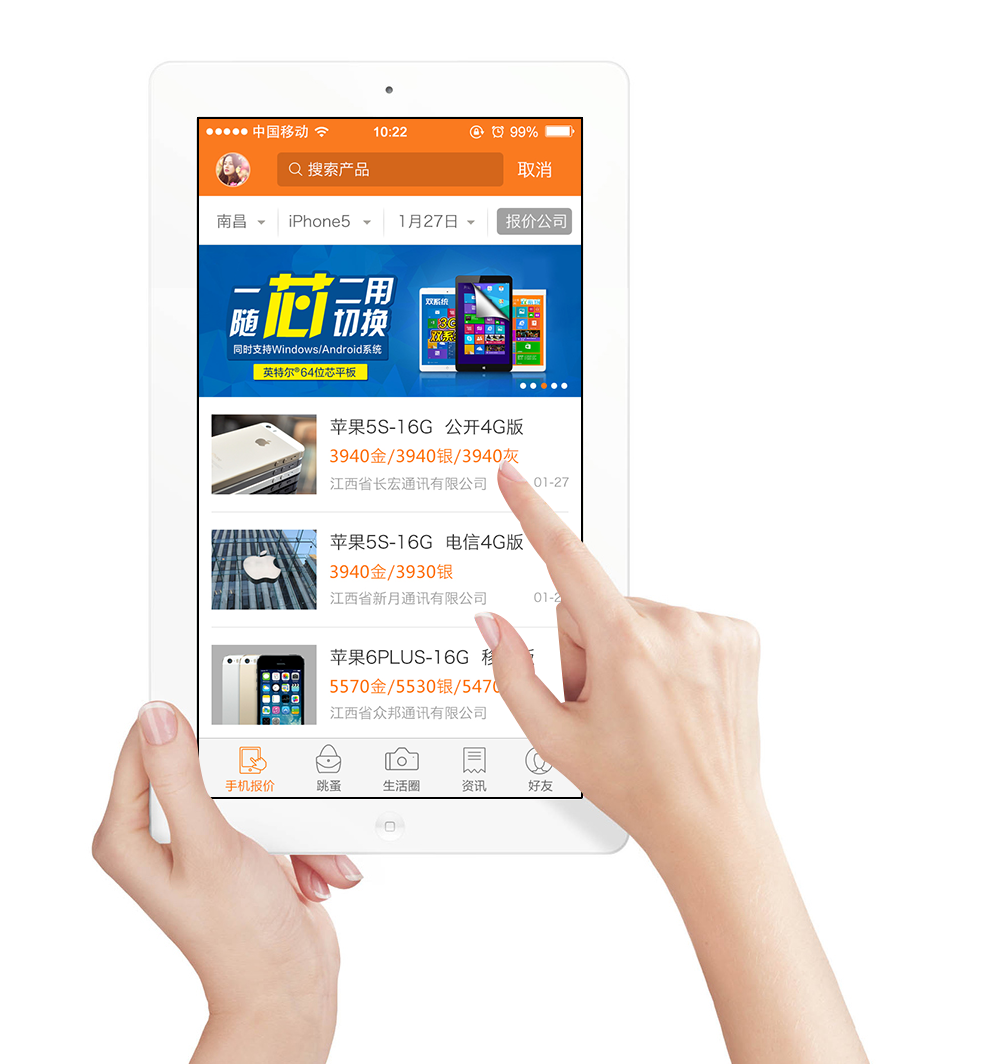 中国移动 10:22 99%
搜索产品 取消
南昌 iPhone5 1月27日 报价公司
一芯二用
随芯切换
同时支持Windows/Android系统
英特尔®64位芯平板
双系统
苹果5S-16G 公开4G版
3940金/3940银/3940灰
江西省长宏通讯有限公司 01-27
苹果5S-16G 电信4G版
3940金/3930银
江西省新月通讯有限公司 01-2
苹果6PLUS-16G 移
5570金/5530银/5470
江西省众邦通讯有限公司
手机报价 跳蚤 生活圈 资讯 好友